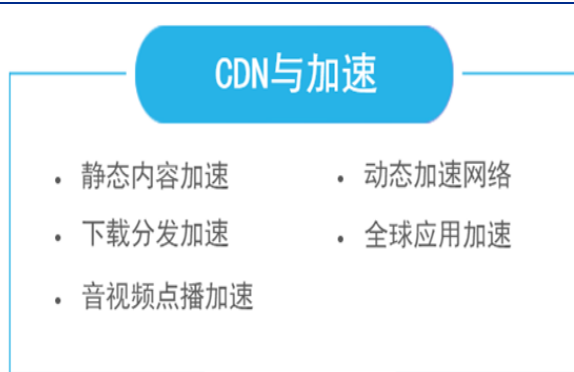 CDN与加速
• 静态内容加速
• 动态加速网络
• 下载分发加速
• 全球应用加速
• 音视频点播加速